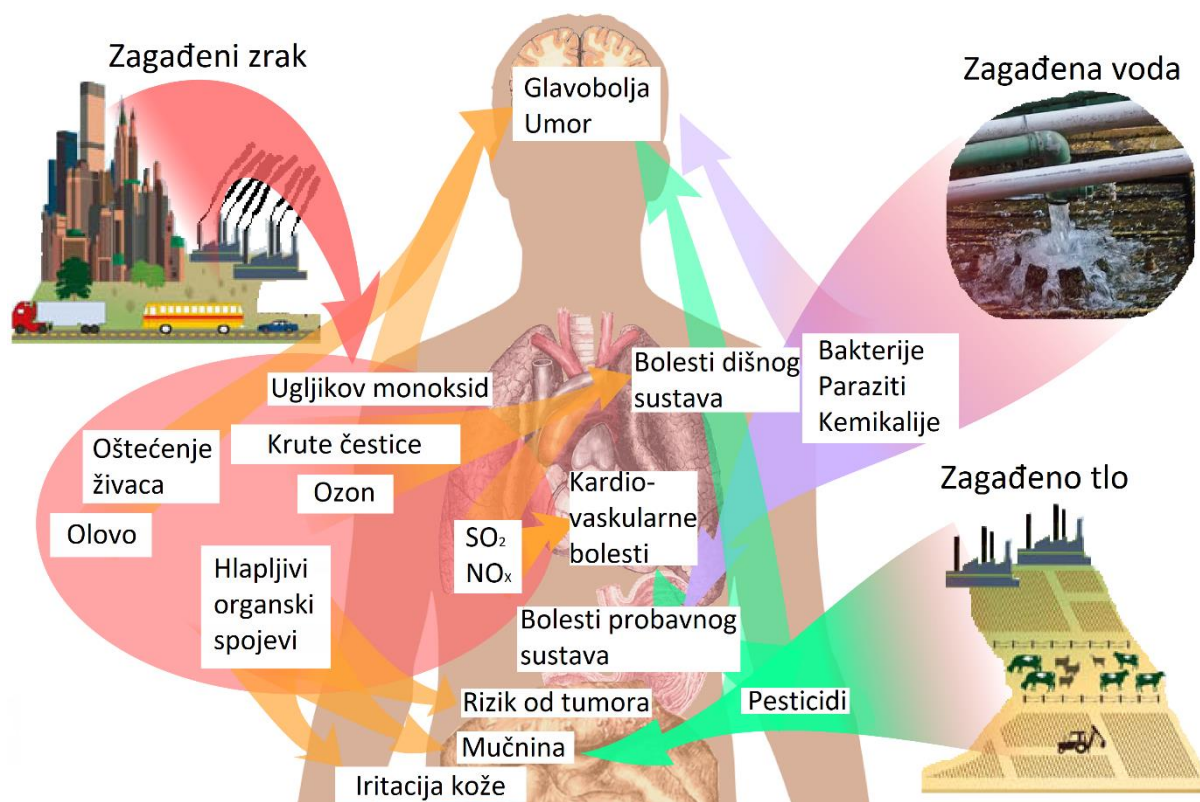 Zagađeni zrak
Zagađena voda
Glavobolja
Umor
Ugljikov monoksid
Bolesti dišnog
sustava
Bakterije
Paraziti
Kemikalije
Oštećenje
živaca
Krute čestice
Ozon
Olovo
Kardio-
vaskularne
bolesti
Zagađeno tlo
SO₂
NOₓ
Hlapljivi
organski
spojevi
Bolesti probavnog
sustava
Rizik od tumora
Pesticidi
Mučnina
Iritacija kože